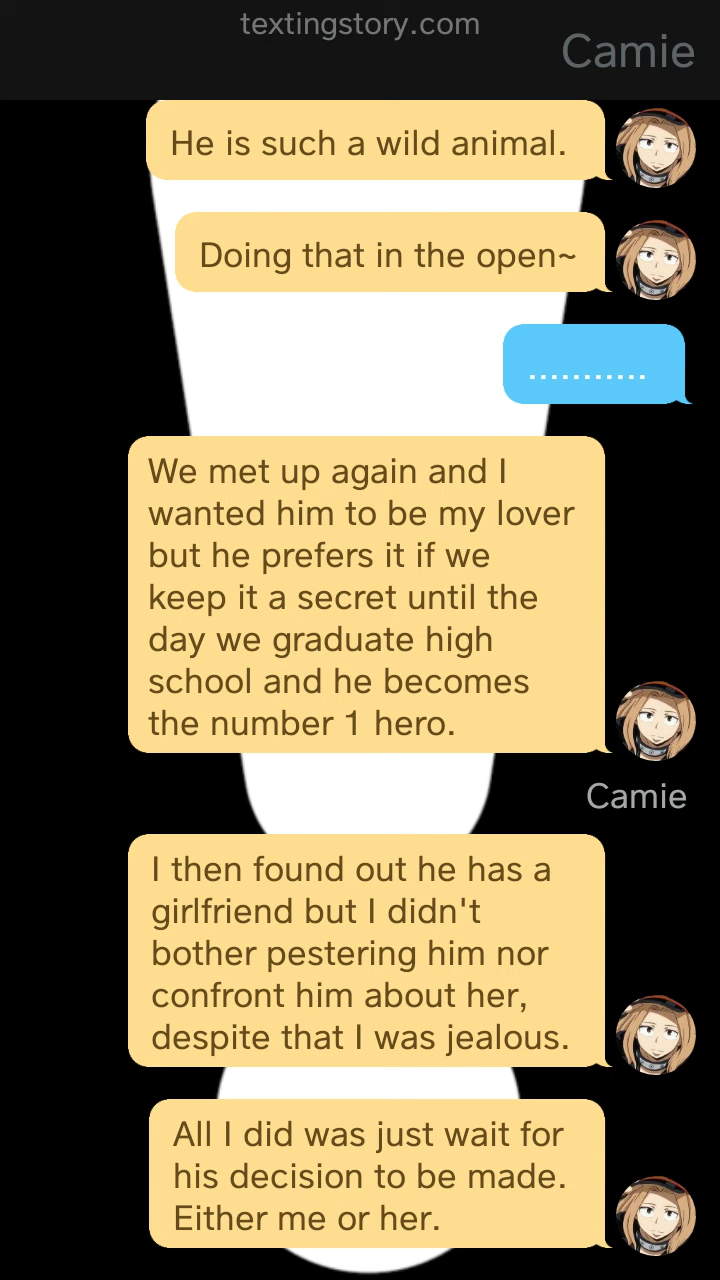 textingstory.com
Camie
He is such a wild animal.
Doing that in the open~
...........
We met up again and I
wanted him to be my lover
but he prefers it if we
keep it a secret until the
day we graduate high
school and he becomes
the number 1 hero.
Camie
I then found out he has a
girlfriend but I didn't
bother pestering him nor
confront him about her,
despite that I was jealous.
All I did was just wait for
his decision to be made.
Either me or her.